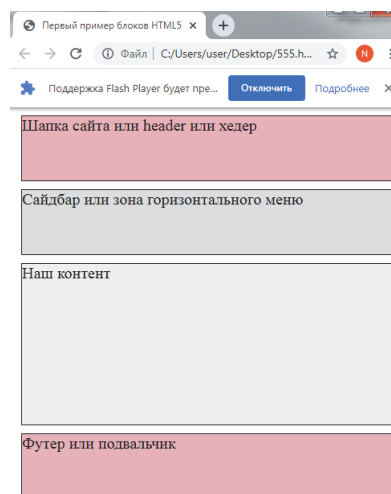 Первый пример блоков HTML5
Файл | C:/Users/user/Desktop/555.h...
N
Поддержка Flash Player будет пре... Отключить Подробнее
Шапка сайта или header или хедер
Сайдбар или зона горизонтального меню
Наш контент
Футер или подвальчик